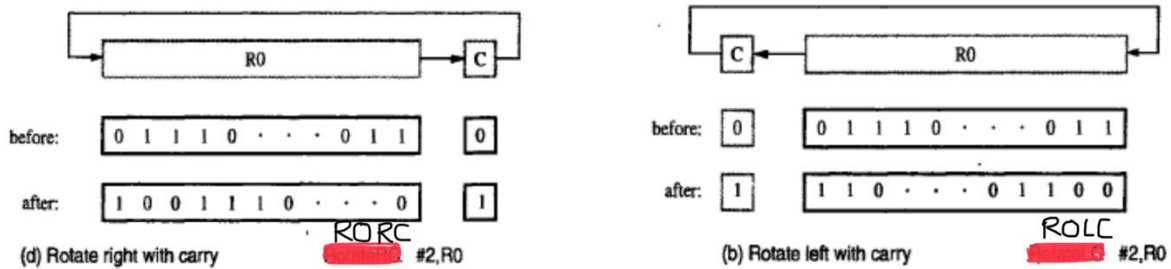 R0 C
before: 0 1 1 1 0 · · · 0 1 1 0
after: 1 0 0 1 1 1 0 · · · 0 1
RORC
(d) Rotate right with carry #2,R0
C R0
before: 0 0 1 1 1 0 · · · 0 1 1
after: 1 1 1 0 · · · 0 1 1 0 0
ROLC
(b) Rotate left with carry #2,R0